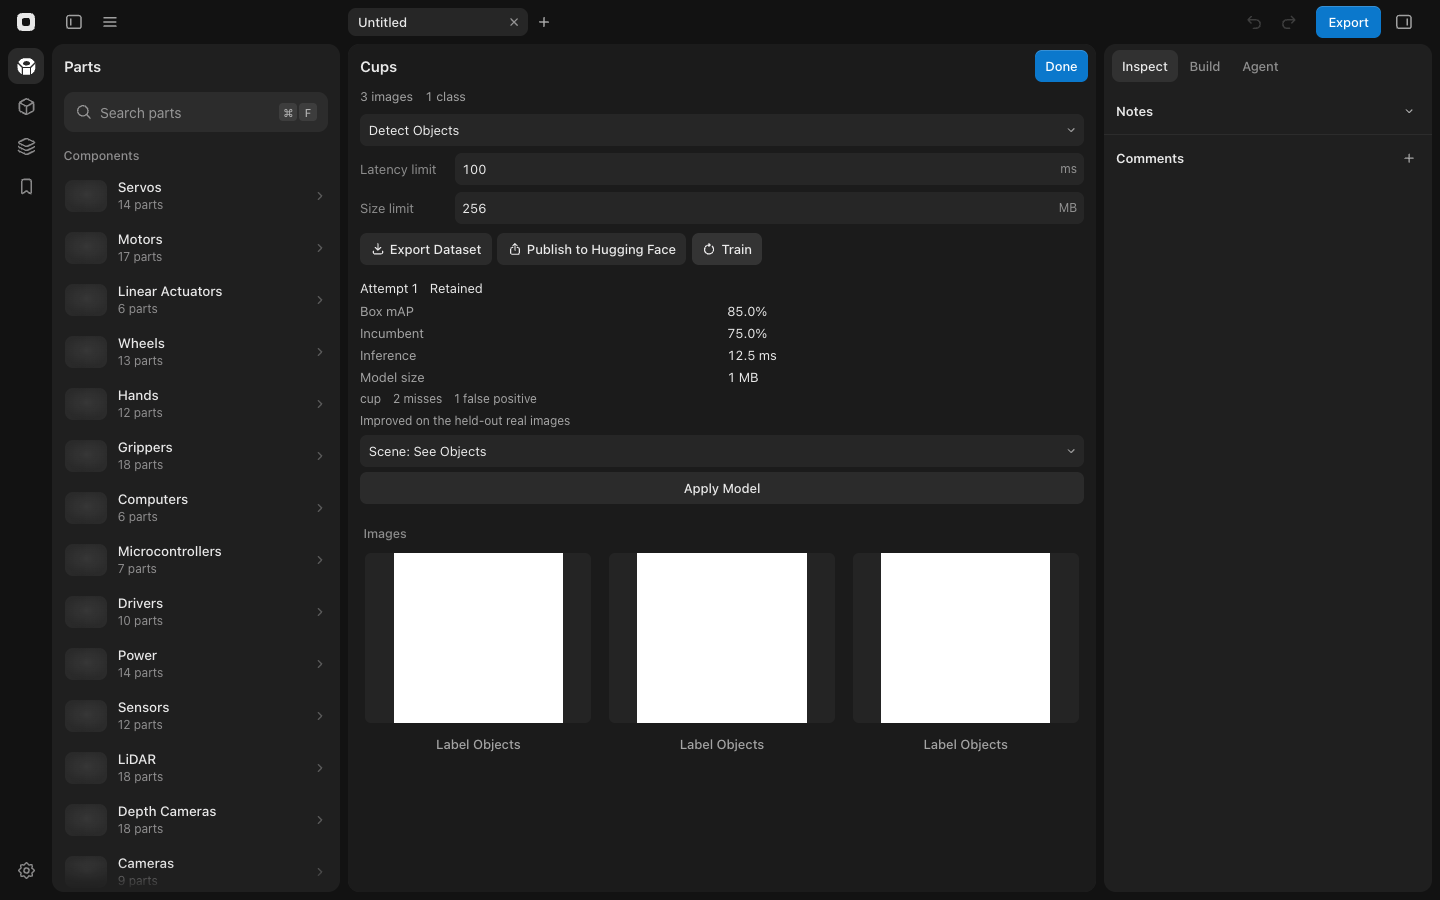 Untitled
Export
Parts
Search parts
⌘ F
Components
Servos
14 parts
Motors
17 parts
Linear Actuators
6 parts
Wheels
13 parts
Hands
12 parts
Grippers
18 parts
Computers
6 parts
Microcontrollers
7 parts
Drivers
10 parts
Power
14 parts
Sensors
12 parts
LiDAR
18 parts
Depth Cameras
18 parts
Cameras
9 parts
Cups
Done
3 images 1 class
Detect Objects
Latency limit 100 ms
Size limit 256 MB
Export Dataset Publish to Hugging Face Train
Attempt 1 Retained
Box mAP 85.0%
Incumbent 75.0%
Inference 12.5 ms
Model size 1 MB
cup 2 misses 1 false positive
Improved on the held-out real images
Scene: See Objects
Apply Model
Images
Label Objects Label Objects Label Objects
Inspect Build Agent
Notes
Comments